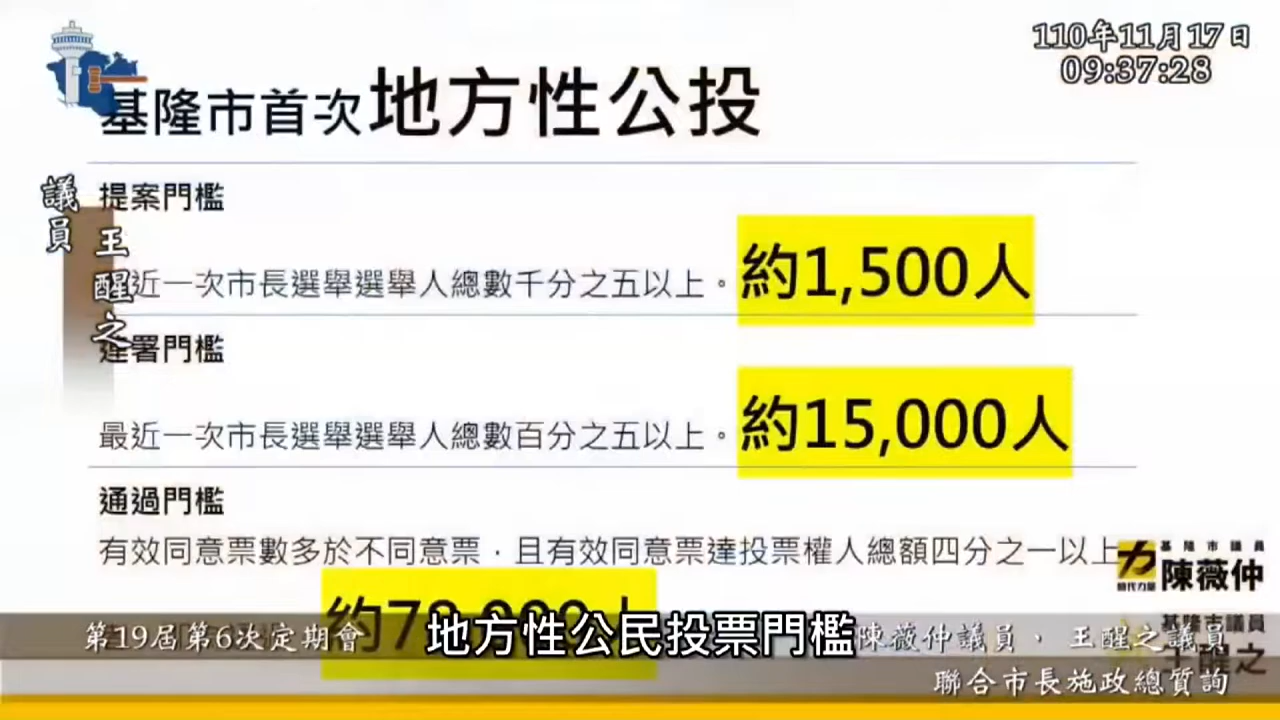 110年11月17日
09:37:28
基隆市首次地方性公投
議員
王醒之
提案門檻
近一次市長選舉選舉人總數千分之五以上。約1,500人
連署門檻
最近一次市長選舉選舉人總數百分之五以上。約15,000人
通過門檻
有效同意票數多於不同意票，且有效同意票達投票權人總額四分之一以上
基隆市議員
陳薇仲
時代力量
基隆市議員
王醒之
地方性公民投票門檻
第19屆第6次定期會
陳薇仲議員、王醒之議員
聯合市長施政總質詢